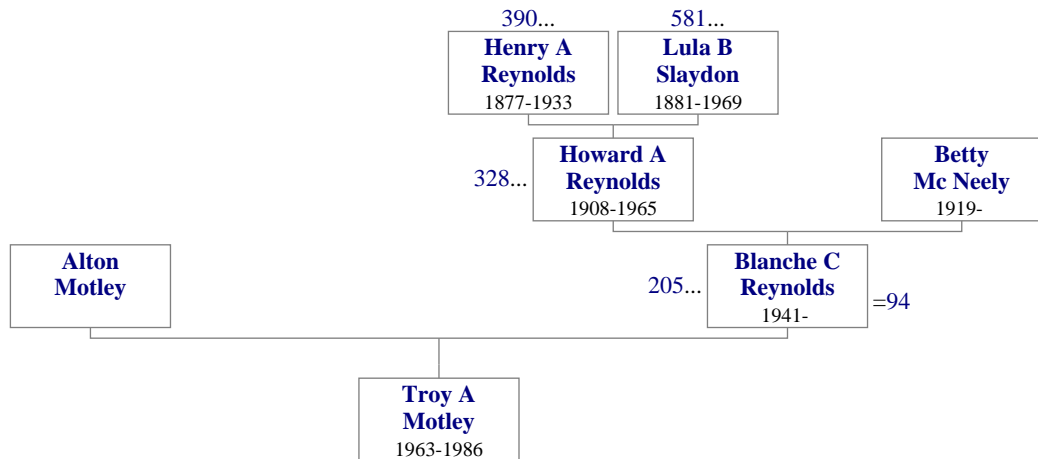 390...
581...
Henry A
Reynolds
1877-1933
Lula B
Slaydon
1881-1969
328...
Howard A
Reynolds
1908-1965
Betty
Mc Neely
1919-
Alton
Motley
205...
Blanche C
Reynolds
1941-
=94
Troy A
Motley
1963-1986